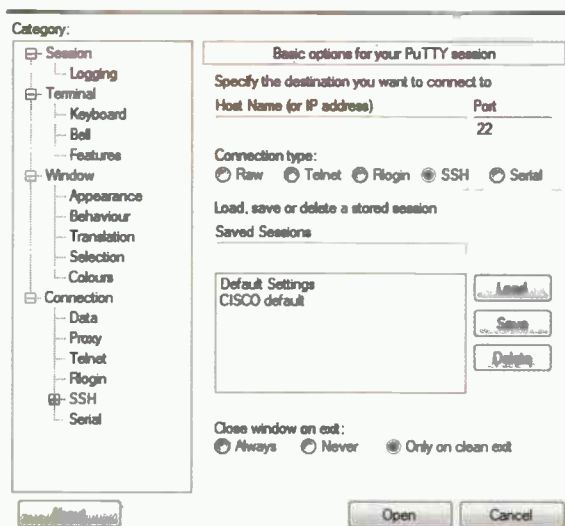 Category:
Session
Logging
Terminal
Keyboard
Bell
Features
Window
Appearance
Behaviour
Translation
Selection
Colours
Connection
Data
Proxy
Telnet
Rlogin
SSH
Serial
Basic options for your PuTTY session
Specify the destination you want to connect to
Host Name (or IP address) Port
22
Connection type:
Raw Telnet Rlogin SSH Serial
Load, save or delete a stored session
Saved Sessions
Default Settings
CISCO default
Load
Save
Delete
Close window on exit:
Always Never Only on clean exit
Open Cancel